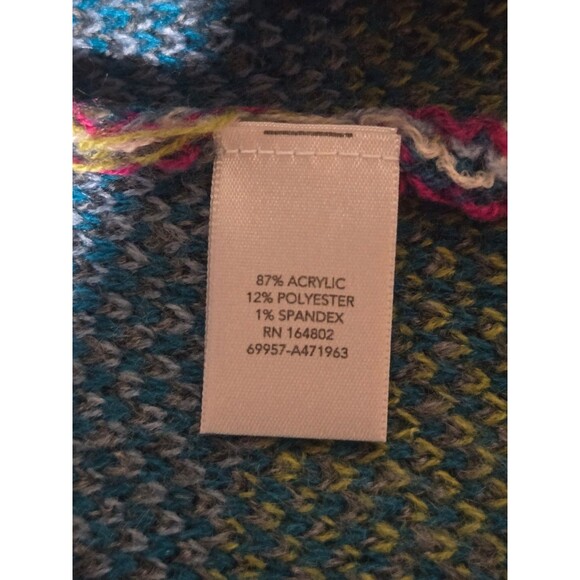 87% ACRYLIC
12% POLYESTER
1% SPANDEX
RN 164802
69957-A471963